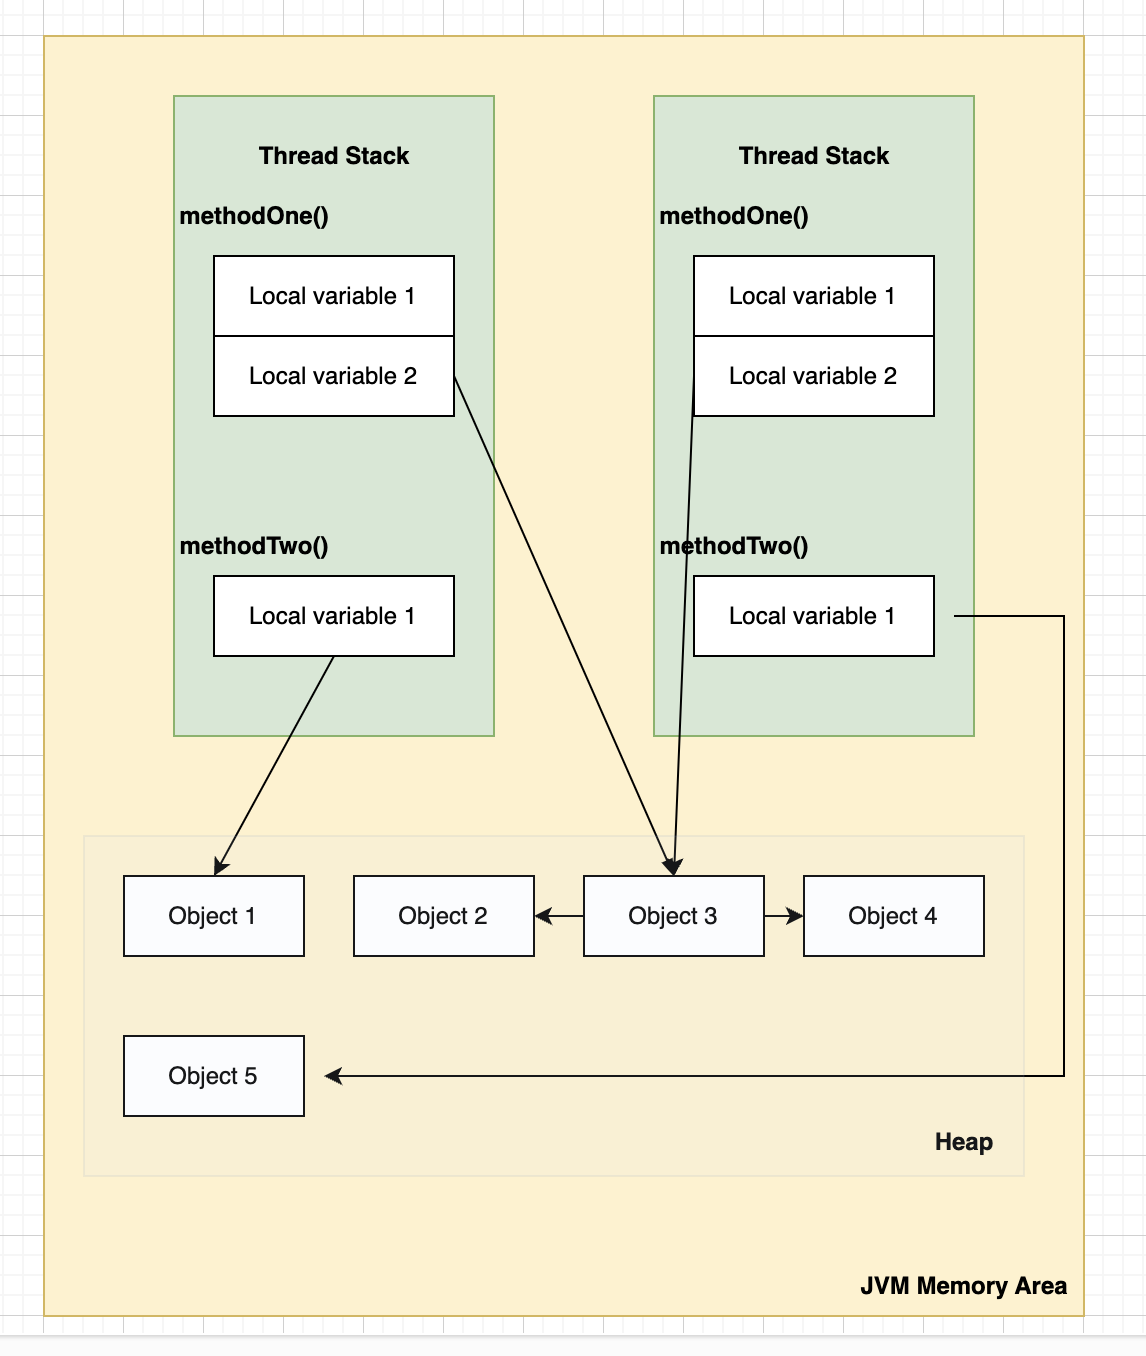 Thread Stack
methodOne()
Local variable 1
Local variable 2
methodTwo()
Local variable 1
Thread Stack
methodOne()
Local variable 1
Local variable 2
methodTwo()
Local variable 1
Object 1
Object 2
Object 3
Object 4
Object 5
Heap
JVM Memory Area